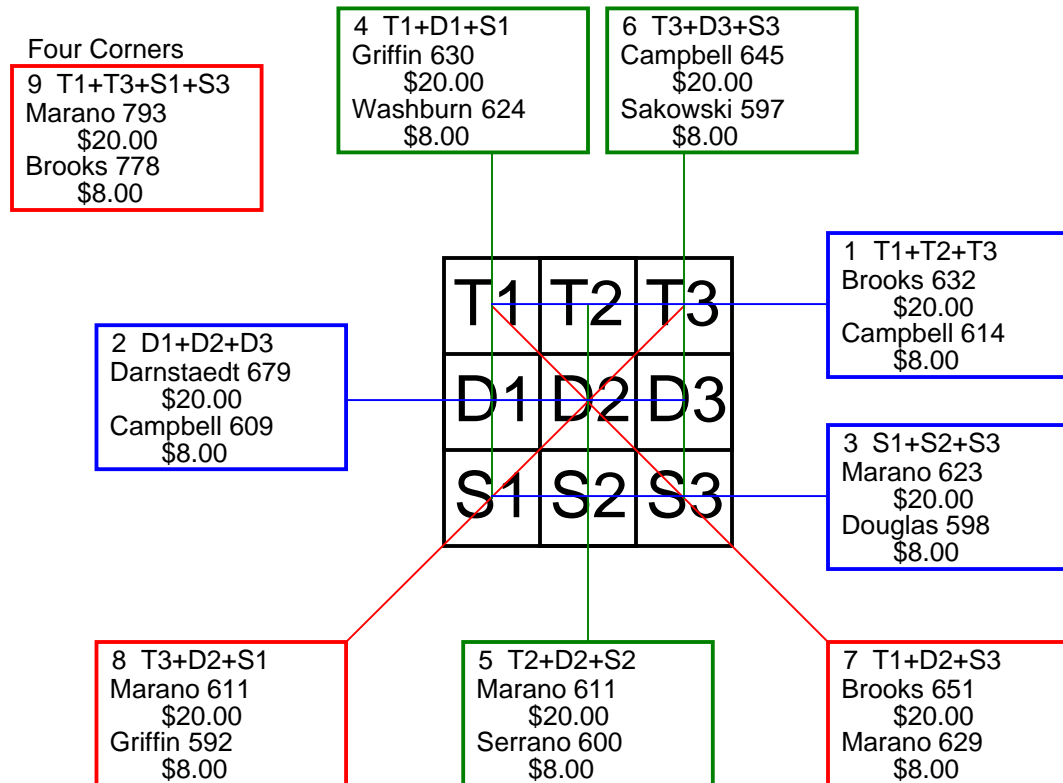 Four Corners
9 T1+T3+S1+S3
Marano 793
$20.00
Brooks 778
$8.00
4 T1+D1+S1
Griffin 630
$20.00
Washburn 624
$8.00
6 T3+D3+S3
Campbell 645
$20.00
Sakowski 597
$8.00
1 T1+T2+T3
Brooks 632
$20.00
Campbell 614
$8.00
2 D1+D2+D3
Darnstaedt 679
$20.00
Campbell 609
$8.00
T1 T2 T3
D1 D2 D3
S1 S2 S3
3 S1+S2+S3
Marano 623
$20.00
Douglas 598
$8.00
8 T3+D2+S1
Marano 611
$20.00
Griffin 592
$8.00
5 T2+D2+S2
Marano 611
$20.00
Serrano 600
$8.00
7 T1+D2+S3
Brooks 651
$20.00
Marano 629
$8.00